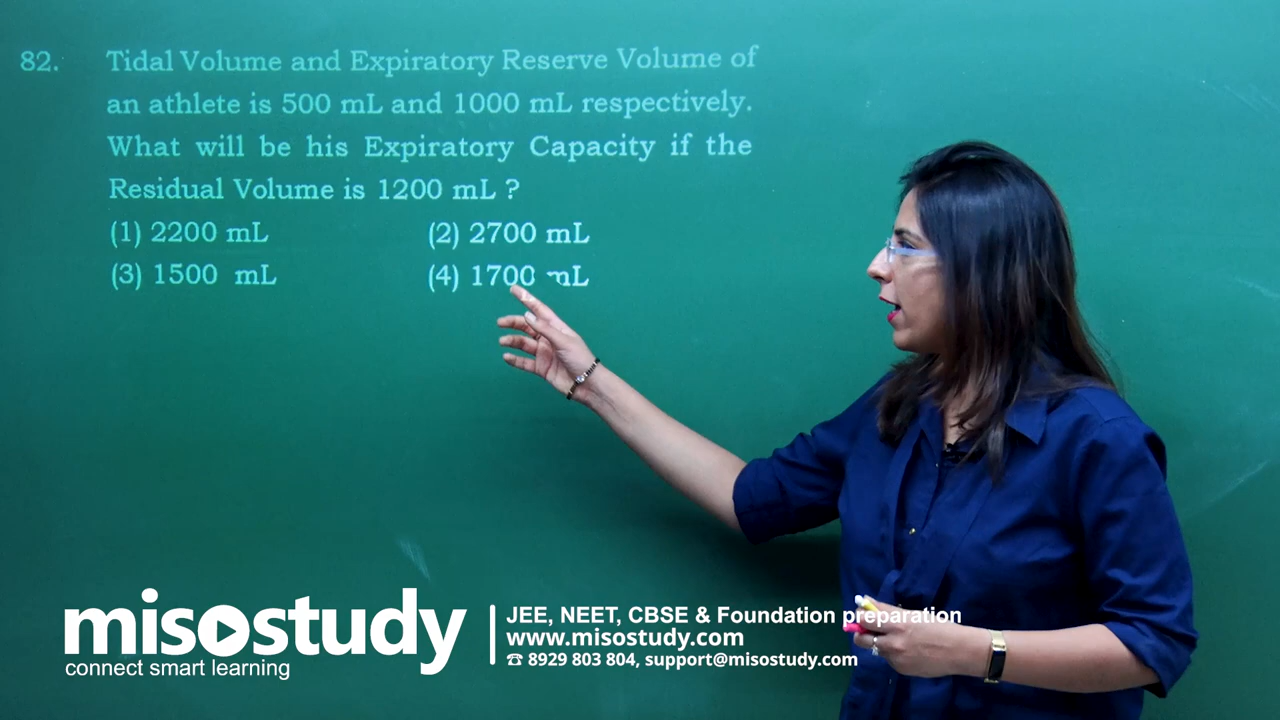 82. Tidal Volume and Expiratory Reserve Volume of
an athlete is 500 mL and 1000 mL respectively.
What will be his Expiratory Capacity if the
Residual Volume is 1200 mL ?
(1) 2200 mL (2) 2700 mL
(3) 1500 mL (4) 1700 mL
misostudy
connect smart learning
JEE, NEET, CBSE & Foundation preparation
www.misostudy.com
☎ 8929 803 804, support@misostudy.com